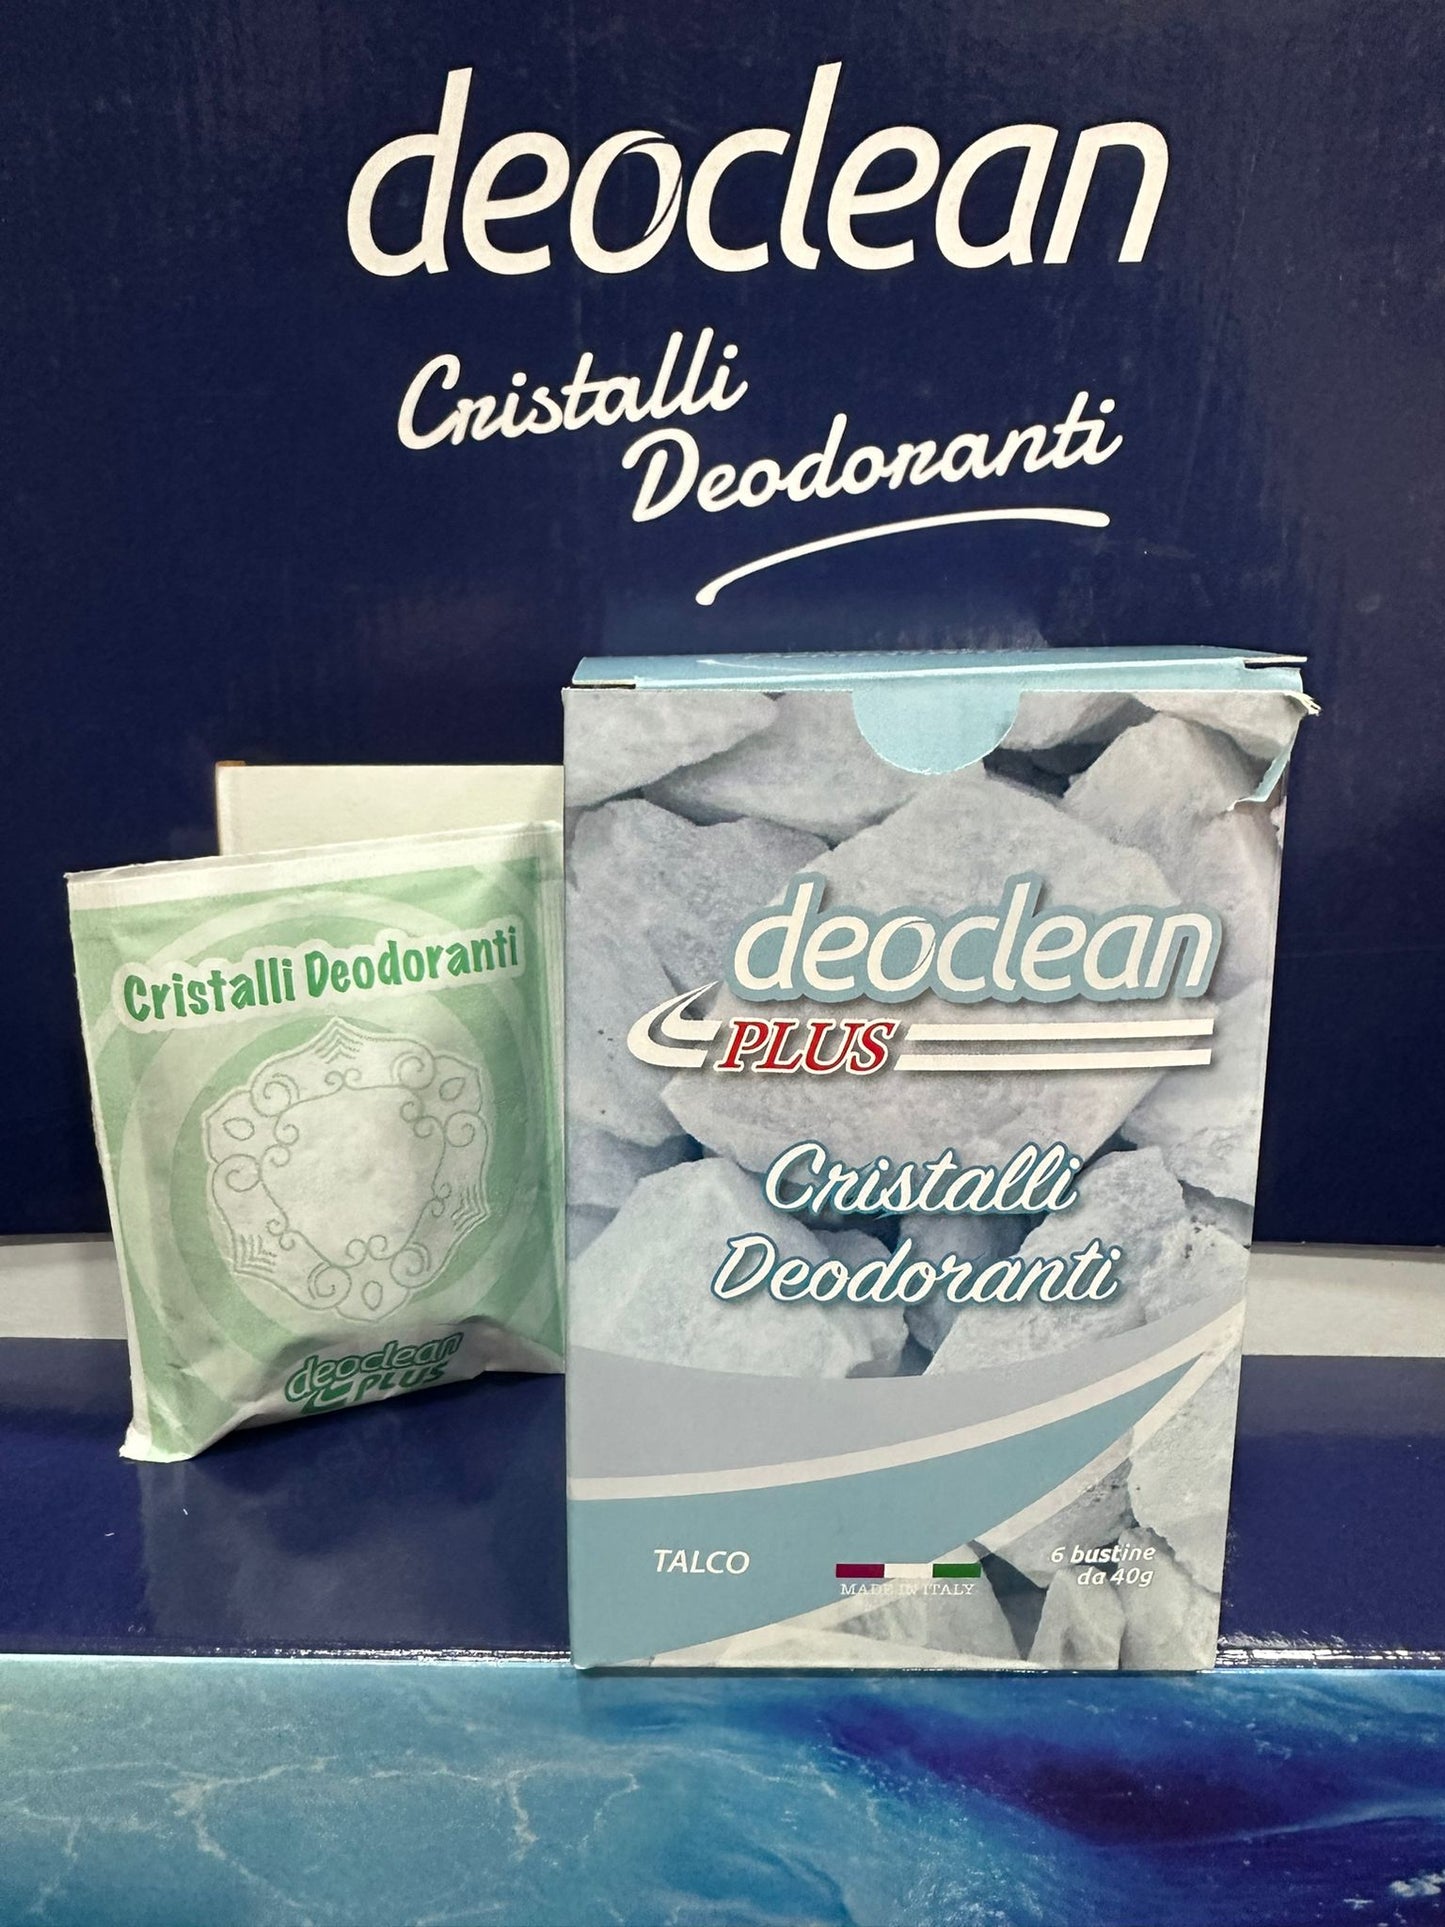 deoclean
Cristalli
Deodoranti
Cristalli Deodoranti
deoclean
PLUS
deoclean
PLUS
Cristalli
Deodoranti
TALCO
MADE IN ITALY
6 bustine
da 40g